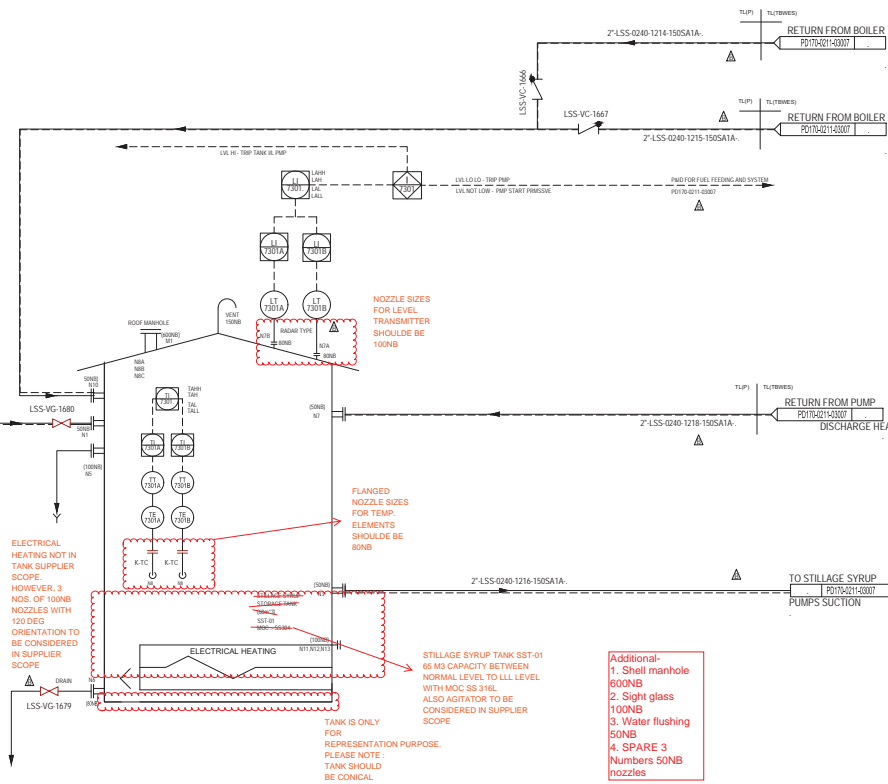 TL(P) TL(TBWES)
RETURN FROM BOILER
2"-LSS-0240-1214-150SA1A-.
PD170-0211-03007 .
LSS-VC-1666
LSS-VC-1667
TL(P) TL(TBWES)
RETURN FROM BOILER
2"-LSS-0240-1215-150SA1A-.
PD170-0211-03007 .
LVL HI - TRIP TANK I/L PMP
LI
7301.
LAHH
LAH
LAL
LALL
I
7301
LVL LO LO - TRIP PMP
LVL NOT LOW - PMP START PRMSSVE
P&ID FOR FUEL FEEDING AND SYSTEM
PD170-0211-03007
LI
7301A
LI
7301B
LT
7301A
LT
7301B
NOZZLE SIZES
FOR LEVEL
TRANSMITTER
SHOULDE BE
100NB
VENT
150NB
ROOF MANHOLE
(600NB)
M1
N7B
RADAR TYPE
80NB
N7A
80NB
N8A
N8B
N8C
50NB)
N10
TI
7301.
TAHH
TAH
TAL
TALL
LSS-VG-1680
50NB
N1
(50NB)
N7
TL(P) TL(TBWES)
RETURN FROM PUMP
PD170-0211-03007 .
DISCHARGE HEA
2"-LSS-0240-1218-150SA1A-.
TI
7301A
TI
7301B
(100NB)
N5
TT
7301A
TT
7301B
TE
7301A
TE
7301B
FLANGED
NOZZLE SIZES
FOR TEMP.
ELEMENTS
SHOULDE BE
80NB
K-TC
K-TC
ELECTRICAL
HEATING NOT IN
TANK SUPPLIER
SCOPE.
HOWEVER, 3
NOS. OF 100NB
NOZZLES WITH
120 DEG
ORIENTATION TO
BE CONSIDERED
IN SUPPLIER
SCOPE
(50NB)
2"-LSS-0240-1216-150SA1A-.
TO STILLAGE SYRUP
. PD170-0211-03007
PUMPS SUCTION
STILLAGE SYRUP
STORAGE TANK
SST-01
MOC - SS304
(100NB)
N11,N12,N13
ELECTRICAL HEATING
STILLAGE SYRUP TANK SST-01
65 M3 CAPACITY BETWEEN
NORMAL LEVEL TO LLL LEVEL
WITH MOC SS 316L
ALSO AGITATOR TO BE
CONSIDERED IN SUPPLIER
SCOPE
DRAIN
N6
(80NB)
LSS-VG-1679
TANK IS ONLY
FOR
REPRESENTATION PURPOSE.
PLEASE NOTE :
TANK SHOULD
BE CONICAL
Additional-
1. Shell manhole
600NB
2. Sight glass
100NB
3. Water flushing
50NB
4. SPARE 3
Numbers 50NB
nozzles